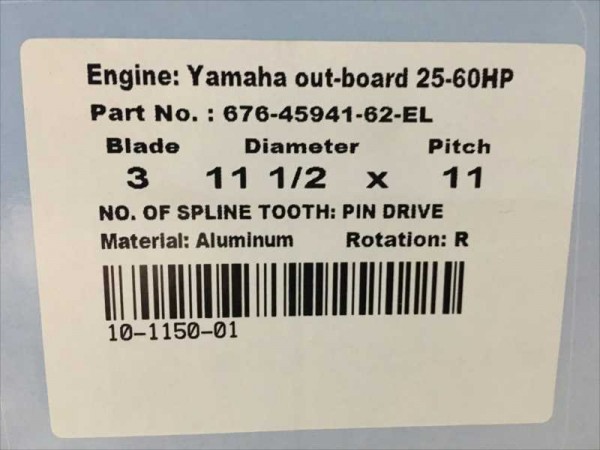 Engine: Yamaha out-board 25-60HP
Part No. : 676-45941-62-EL
Blade Diameter Pitch
3 11 1/2 x 11
NO. OF SPLINE TOOTH: PIN DRIVE
Material: Aluminum Rotation: R
10-1150-01